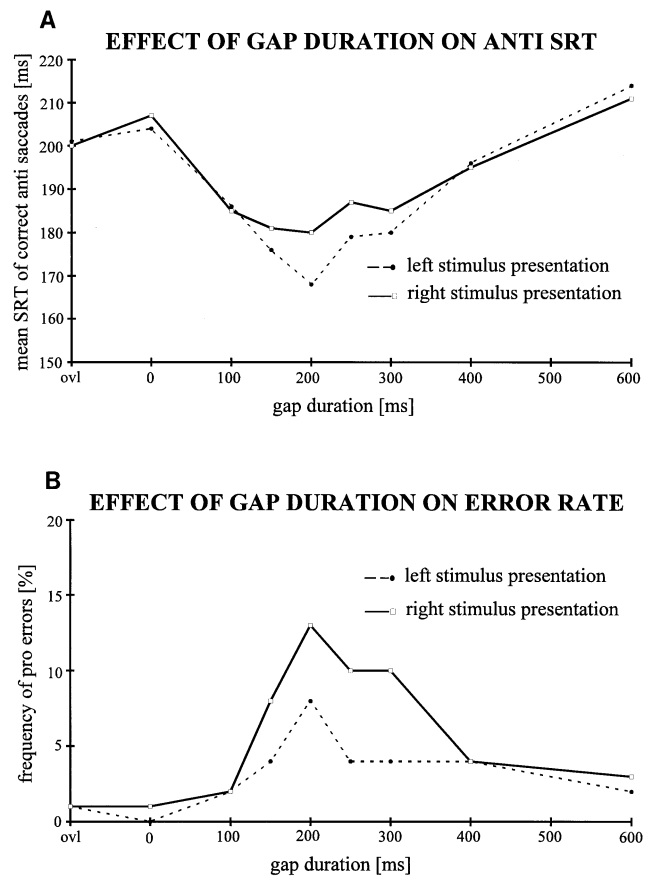 A
EFFECT OF GAP DURATION ON ANTI SRT
mean SRT of correct anti saccades [ms]
220
210
200
190
180
170
160
150
left stimulus presentation
right stimulus presentation
ovl 0 100 200 300 400 500 600
gap duration [ms]
B
EFFECT OF GAP DURATION ON ERROR RATE
frequency of pro errors [%]
20
15
10
5
0
left stimulus presentation
right stimulus presentation
ovl 0 100 200 300 400 500 600
gap duration [ms]